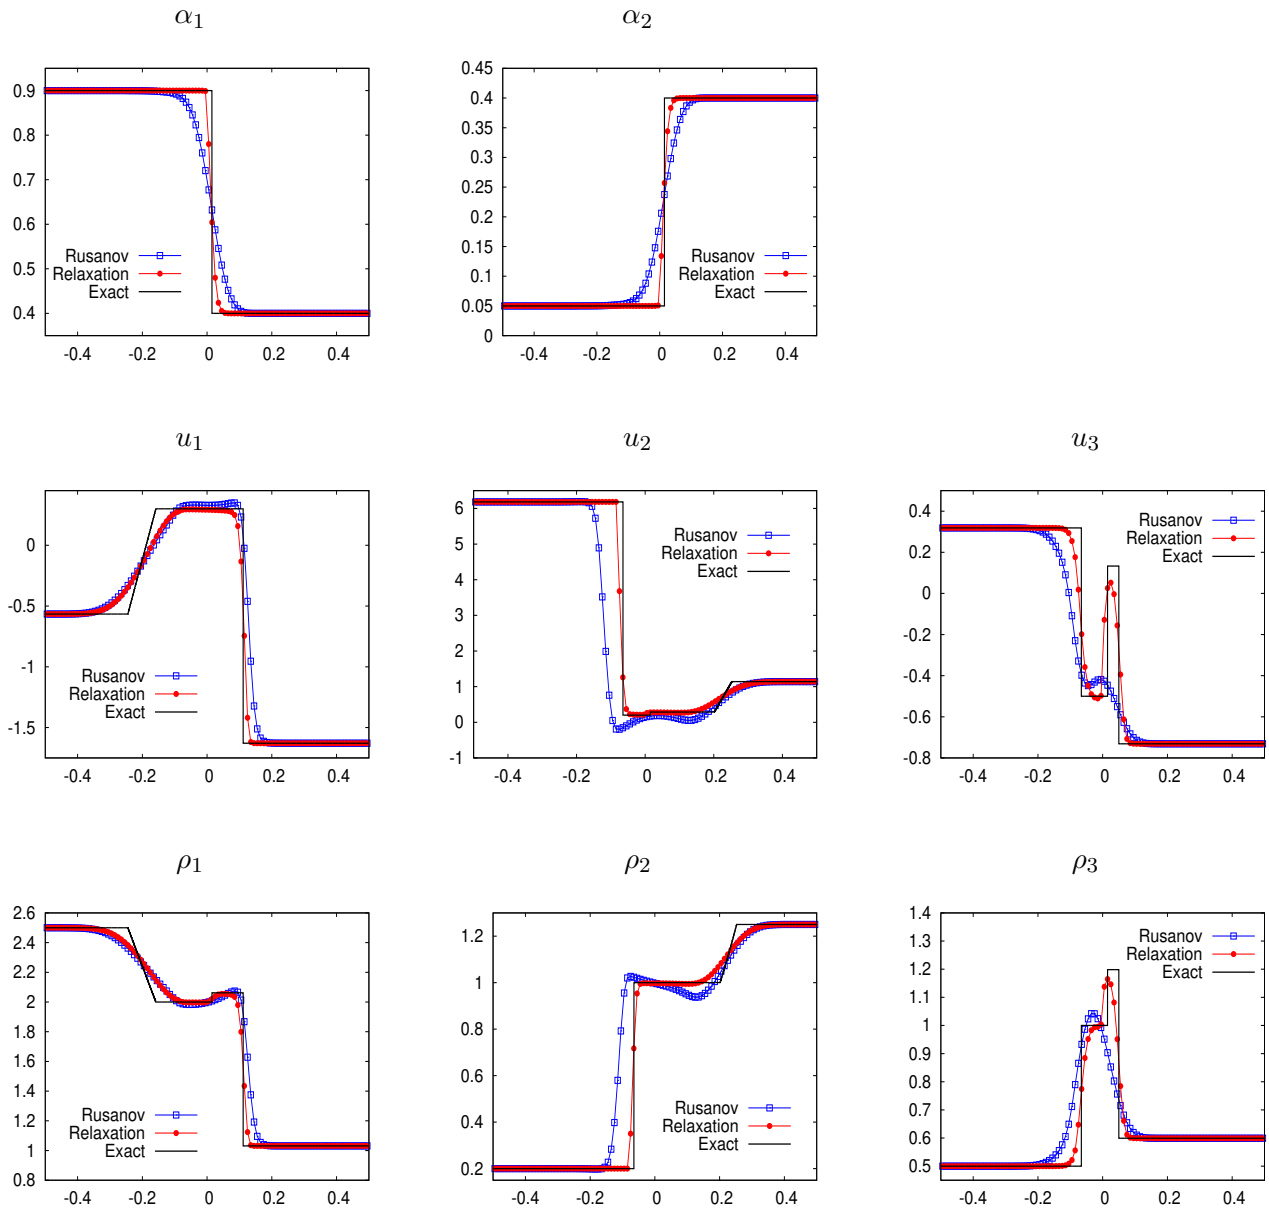 α1 α2
0.9
0.8
0.7
0.6
0.5
0.4
-0.4 -0.2 0 0.2 0.4
Rusanov
Relaxation
Exact
0.45
0.4
0.35
0.3
0.25
0.2
0.15
0.1
0.05
0
-0.4 -0.2 0 0.2 0.4
Rusanov
Relaxation
Exact
u1 u2 u3
0
-0.5
-1
-1.5
-0.4 -0.2 0 0.2 0.4
Rusanov
Relaxation
Exact
6
5
4
3
2
1
0
-1
-0.4 -0.2 0 0.2 0.4
Rusanov
Relaxation
Exact
0.4
0.2
0
-0.2
-0.4
-0.6
-0.8
-0.4 -0.2 0 0.2 0.4
Rusanov
Relaxation
Exact
ρ1 ρ2 ρ3
2.6
2.4
2.2
2
1.8
1.6
1.4
1.2
1
0.8
-0.4 -0.2 0 0.2 0.4
Rusanov
Relaxation
Exact
1.2
1
0.8
0.6
0.4
0.2
-0.4 -0.2 0 0.2 0.4
Rusanov
Relaxation
Exact
1.4
1.3
1.2
1.1
1
0.9
0.8
0.7
0.6
0.5
-0.4 -0.2 0 0.2 0.4
Rusanov
Relaxation
Exact